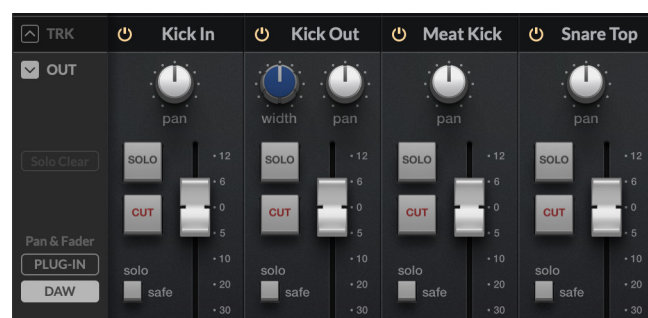 TRK Kick In Kick Out Meat Kick Snare Top
OUT
pan width pan pan pan
SOLO 12 SOLO 12 SOLO 12 SOLO 12
Solo Clear
6 6 6 6
CUT 0 CUT 0 CUT 0 CUT 0
5 5 5 5
Pan & Fader
PLUG-IN 10 10 10 10
solo solo solo solo
DAW safe 20 safe 20 safe 20 safe 20
30 30 30 30